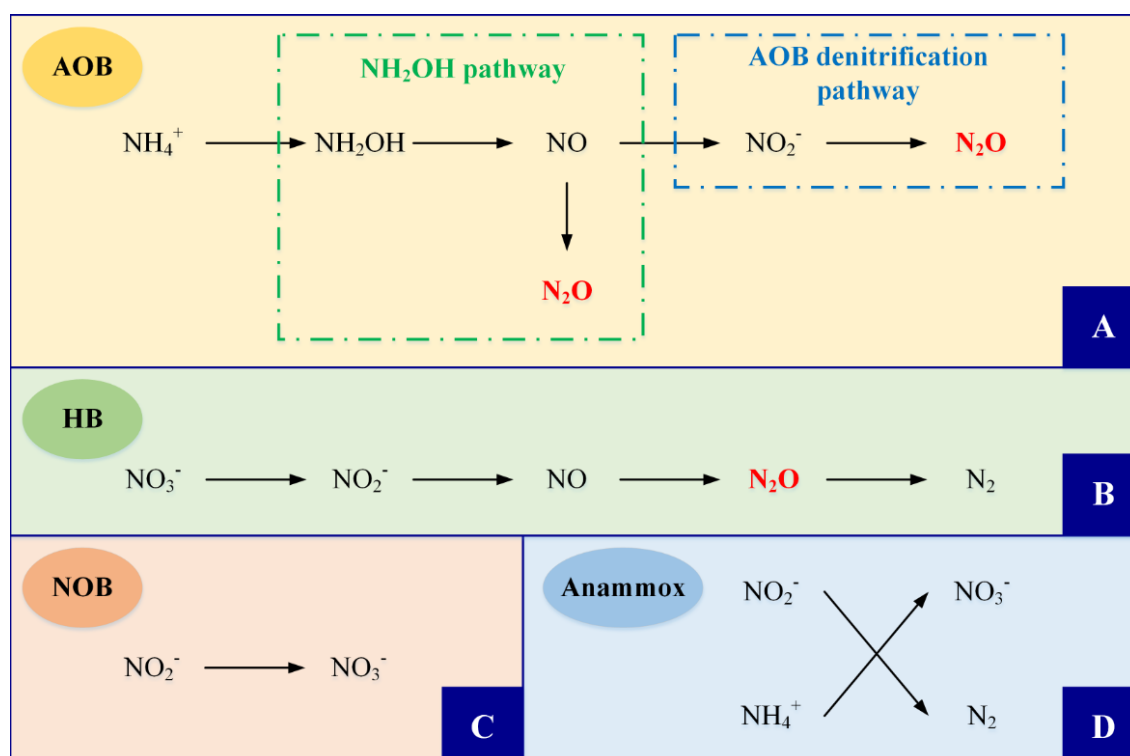 AOB
NH₂OH pathway
AOB denitrification
pathway
NH₄⁺ NH₂OH NO NO₂⁻ N₂O
N₂O
A
HB
NO₃⁻ NO₂⁻ NO N₂O N₂
B
NOB
NO₂⁻ NO₃⁻
C
Anammox
NO₂⁻ NO₃⁻
NH₄⁺ N₂
D